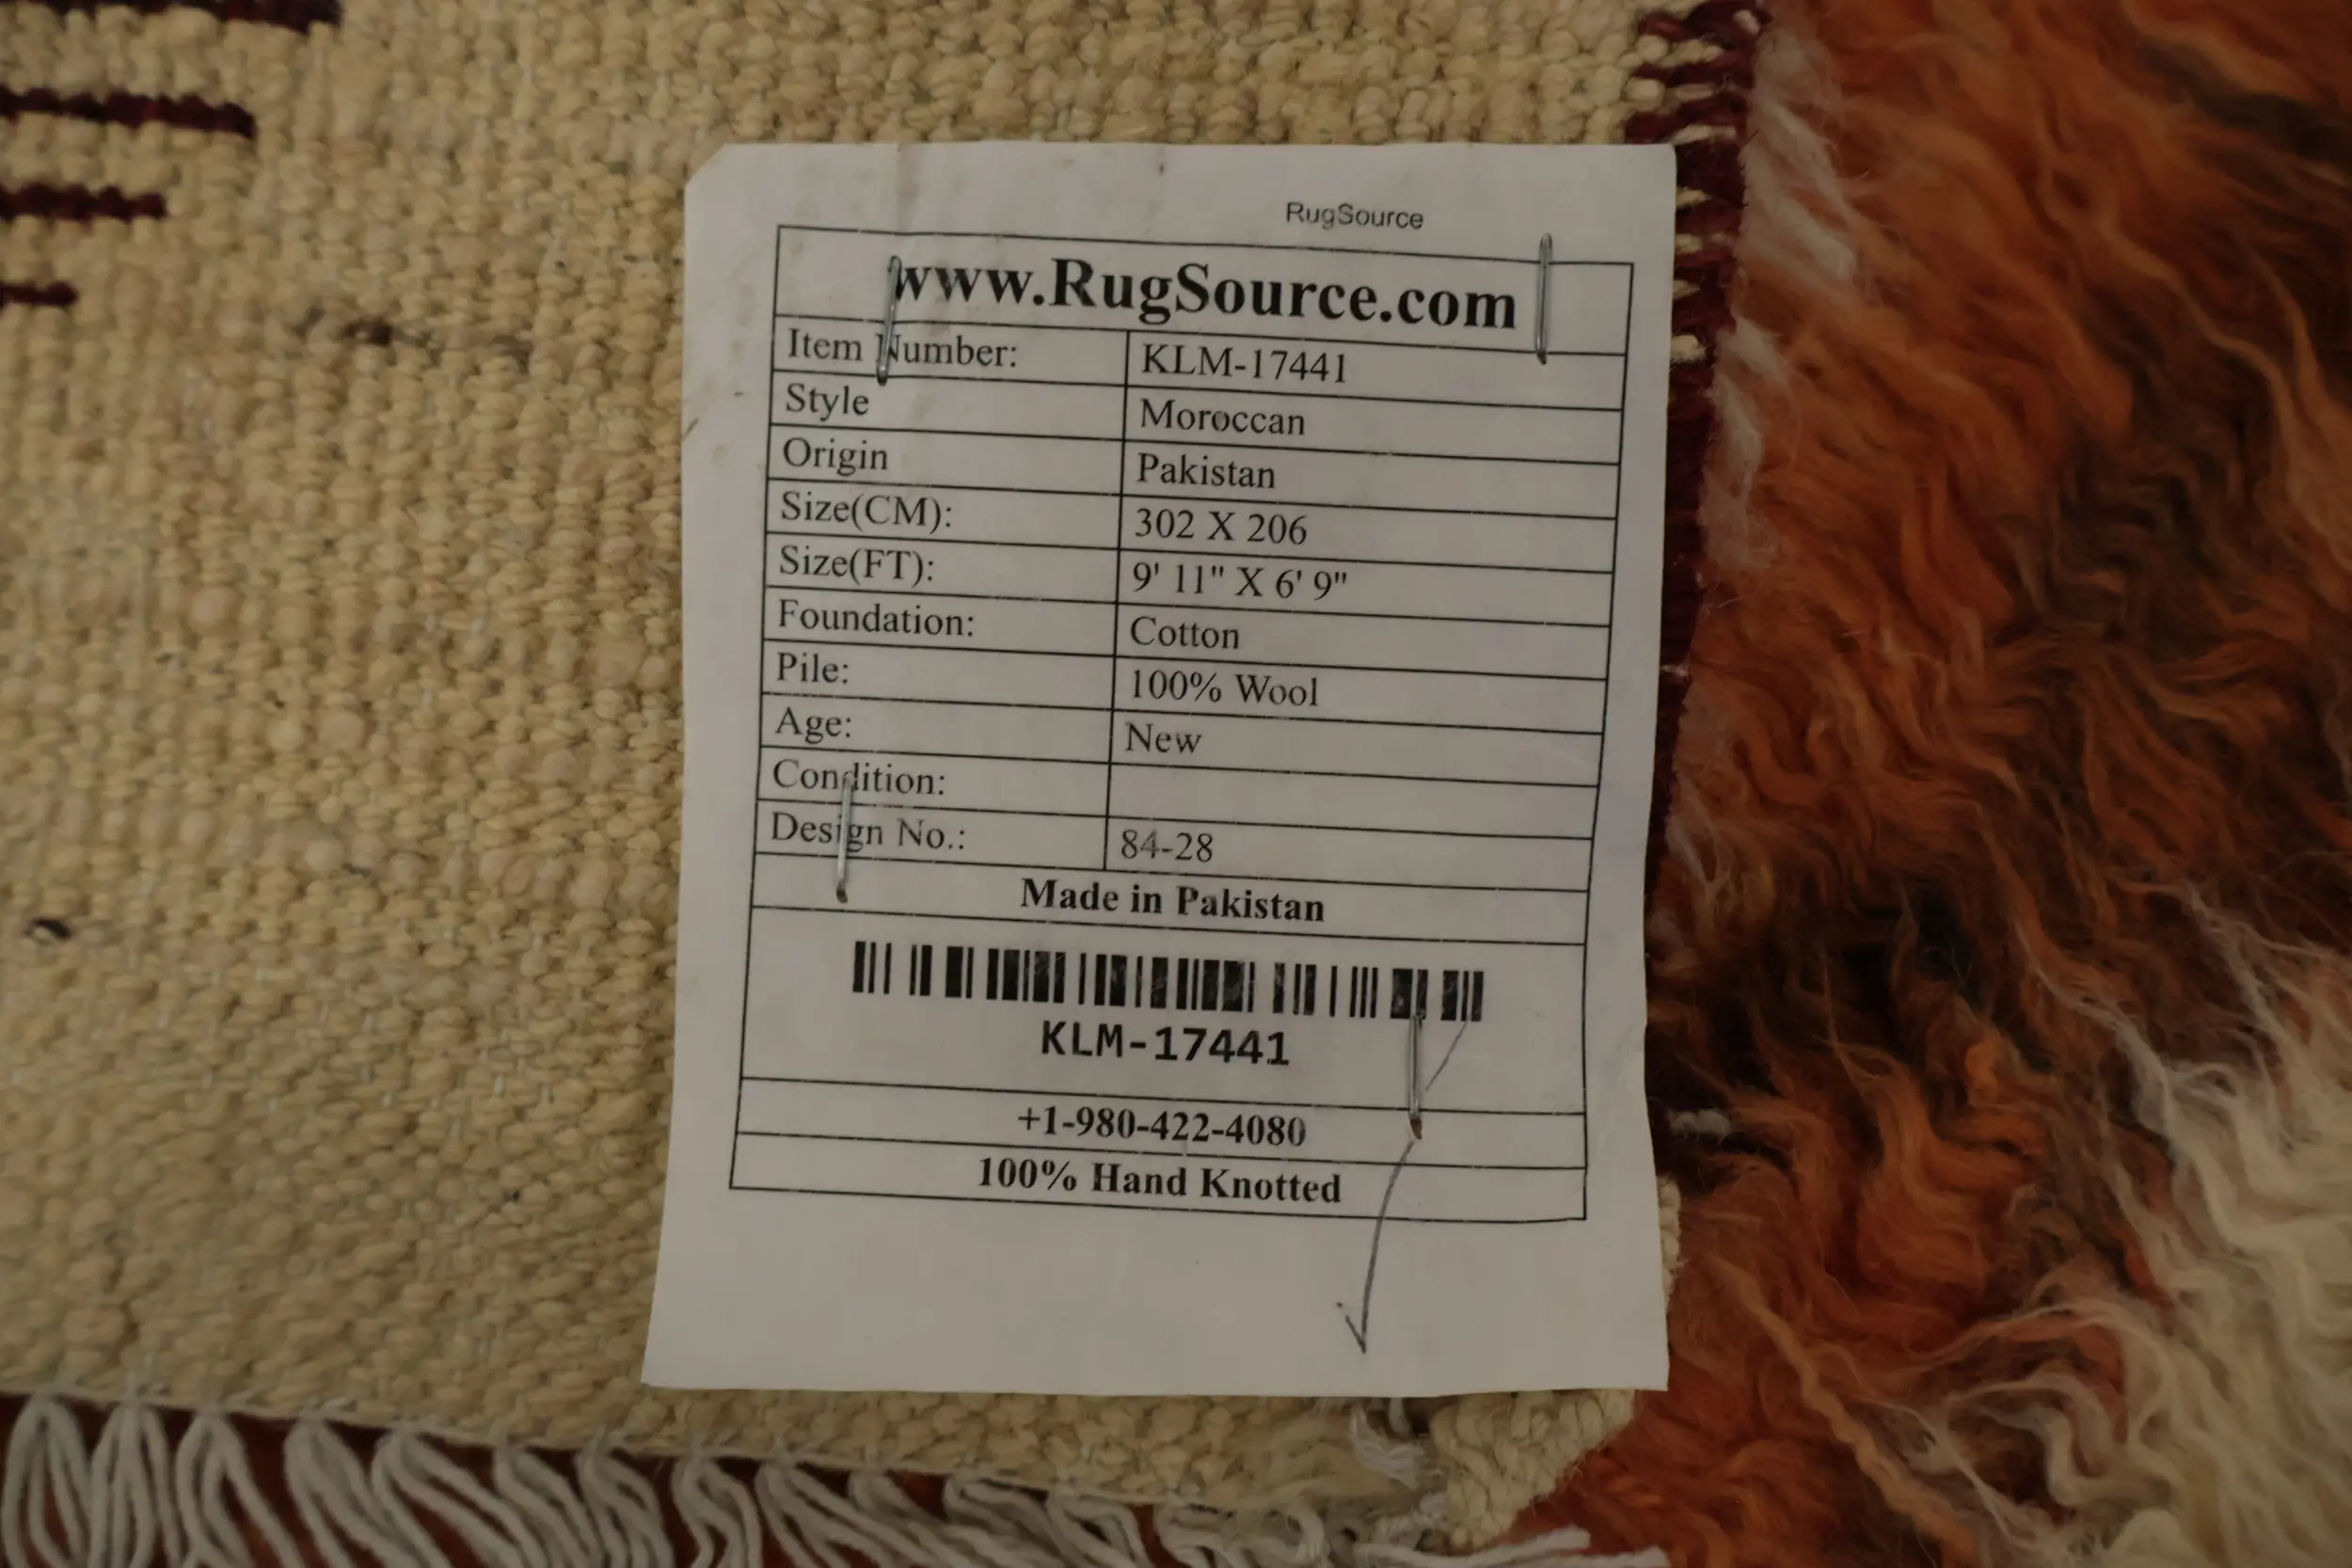 RugSource
www.RugSource.com
Item Number: KLM-17441
Style Moroccan
Origin Pakistan
Size(CM): 302 X 206
Size(FT): 9' 11" X 6' 9"
Foundation: Cotton
Pile: 100% Wool
Age: New
Condition:
Design No.: 84-28
Made in Pakistan
KLM-17441
+1-980-422-4080
100% Hand Knotted